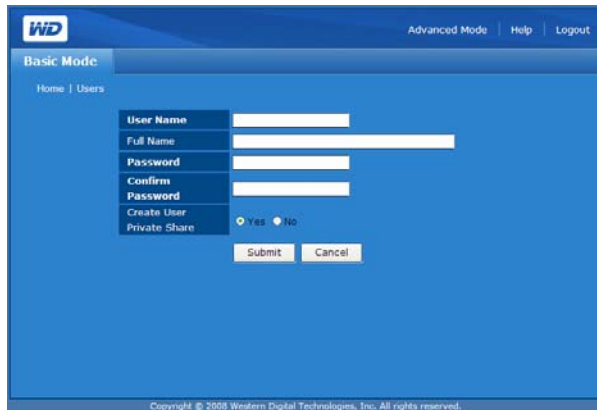 WD
Advanced Mode | Help | Logout
Basic Mode
Home | Users
User Name
Full Name
Password
Confirm
Password
Create User
Private Share
Yes No
Submit Cancel
Copyright © 2008 Western Digital Technologies, Inc. All rights reserved.